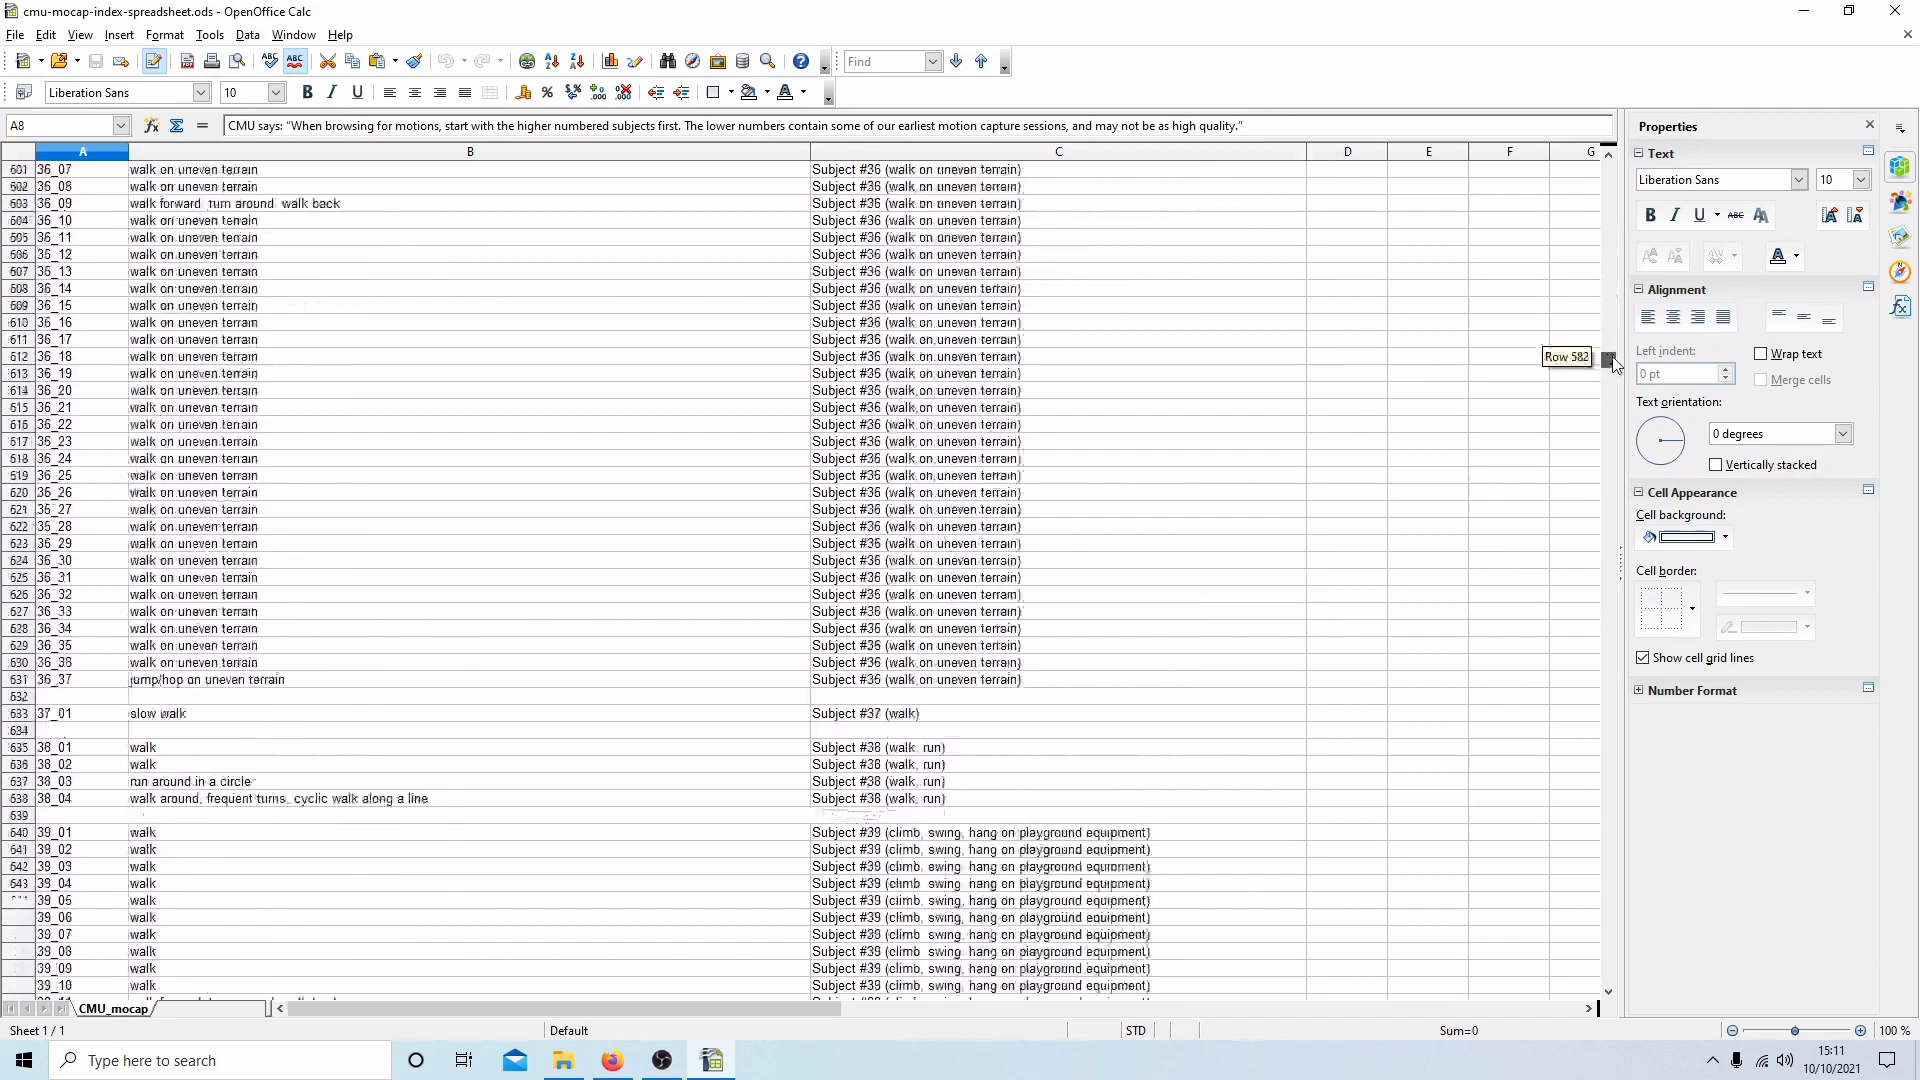 cmu-mocap-index-spreadsheet.ods - OpenOffice Calc
File Edit View Insert Format Tools Data Window Help
Find
Liberation Sans 10
A8 CMU says: "When browsing for motions, start with the higher numbered subjects first. The lower numbers contain some of our earliest motion capture sessions, and may not be as high quality."
A B C D E F G
601 36_07 walk on uneven terrain Subject #36 (walk on uneven terrain)
602 36_08 walk on uneven terrain Subject #36 (walk on uneven terrain)
603 36_09 walk forward turn around walk back Subject #36 (walk on uneven terrain)
604 36_10 walk on uneven terrain Subject #36 (walk on uneven terrain)
605 36_11 walk on uneven terrain Subject #36 (walk on uneven terrain)
606 36_12 walk on uneven terrain Subject #36 (walk on uneven terrain)
607 36_13 walk on uneven terrain Subject #36 (walk on uneven terrain)
608 36_14 walk on uneven terrain Subject #36 (walk on uneven terrain)
609 36_15 walk on uneven terrain Subject #36 (walk on uneven terrain)
610 36_16 walk on uneven terrain Subject #36 (walk on uneven terrain)
611 36_17 walk on uneven terrain Subject #36 (walk on uneven terrain)
612 36_18 walk on uneven terrain Subject #36 (walk on uneven terrain)
613 36_19 walk on uneven terrain Subject #36 (walk on uneven terrain)
614 36_20 walk on uneven terrain Subject #36 (walk on uneven terrain)
615 36_21 walk on uneven terrain Subject #36 (walk on uneven terrain)
616 36_22 walk on uneven terrain Subject #36 (walk on uneven terrain)
617 36_23 walk on uneven terrain Subject #36 (walk on uneven terrain)
618 36_24 walk on uneven terrain Subject #36 (walk on uneven terrain)
619 36_25 walk on uneven terrain Subject #36 (walk on uneven terrain)
620 36_26 walk on uneven terrain Subject #36 (walk on uneven terrain)
621 36_27 walk on uneven terrain Subject #36 (walk on uneven terrain)
622 36_28 walk on uneven terrain Subject #36 (walk on uneven terrain)
623 36_29 walk on uneven terrain Subject #36 (walk on uneven terrain)
624 36_30 walk on uneven terrain Subject #36 (walk on uneven terrain)
625 36_31 walk on uneven terrain Subject #36 (walk on uneven terrain)
626 36_32 walk on uneven terrain Subject #36 (walk on uneven terrain)
627 36_33 walk on uneven terrain Subject #36 (walk on uneven terrain)
628 36_34 walk on uneven terrain Subject #36 (walk on uneven terrain)
629 36_35 walk on uneven terrain Subject #36 (walk on uneven terrain)
630 36_36 walk on uneven terrain Subject #36 (walk on uneven terrain)
631 36_37 jump/hop on uneven terrain Subject #36 (walk on uneven terrain)
632
633 37_01 slow walk Subject #37 (walk)
634
635 38_01 walk Subject #38 (walk, run)
636 38_02 walk Subject #38 (walk, run)
637 38_03 run around in a circle Subject #38 (walk, run)
638 38_04 walk around, frequent turns, cyclic walk along a line Subject #38 (walk, run)
639
640 39_01 walk Subject #39 (climb, swing, hang on playground equipment)
641 39_02 walk Subject #39 (climb, swing, hang on playground equipment)
642 39_03 walk Subject #39 (climb, swing, hang on playground equipment)
643 39_04 walk Subject #39 (climb, swing, hang on playground equipment)
39_05 walk Subject #39 (climb, swing, hang on playground equipment)
39_06 walk Subject #39 (climb, swing, hang on playground equipment)
39_07 walk Subject #39 (climb, swing, hang on playground equipment)
39_08 walk Subject #39 (climb, swing, hang on playground equipment)
39_09 walk Subject #39 (climb, swing, hang on playground equipment)
39_10 walk Subject #39 (climb, swing, hang on playground equipment)
Row 582
CMU_mocap
Sheet 1 / 1 Default STD Sum=0 100 %
Properties
Text
Liberation Sans 10
Alignment
Left indent:
0 pt
Wrap text
Merge cells
Text orientation:
0 degrees
Vertically stacked
Cell Appearance
Cell background:
Cell border:
Show cell grid lines
Number Format
Type here to search
15:11
10/10/2021